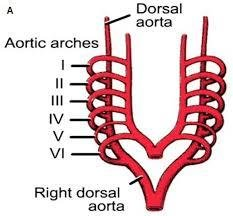 A
Dorsal
aorta
Aortic arches
I
II
III
IV
V
VI
Right dorsal
aorta